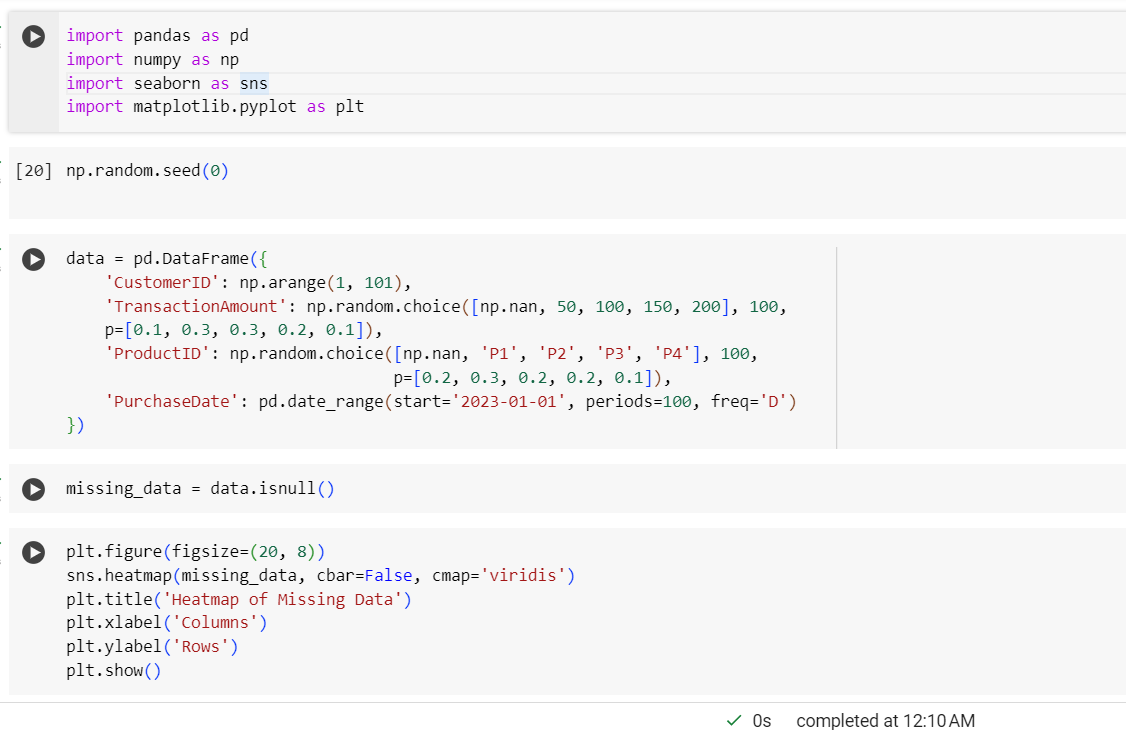 import pandas as pd
import numpy as np
import seaborn as sns
import matplotlib.pyplot as plt
[20] np.random.seed(0)
data = pd.DataFrame({
    'CustomerID': np.arange(1, 101),
    'TransactionAmount': np.random.choice([np.nan, 50, 100, 150, 200], 100,
    p=[0.1, 0.3, 0.3, 0.2, 0.1]),
    'ProductID': np.random.choice([np.nan, 'P1', 'P2', 'P3', 'P4'], 100,
                                  p=[0.2, 0.3, 0.2, 0.2, 0.1]),
    'PurchaseDate': pd.date_range(start='2023-01-01', periods=100, freq='D')
})
missing_data = data.isnull()
plt.figure(figsize=(20, 8))
sns.heatmap(missing_data, cbar=False, cmap='viridis')
plt.title('Heatmap of Missing Data')
plt.xlabel('Columns')
plt.ylabel('Rows')
plt.show()
0s completed at 12:10 AM